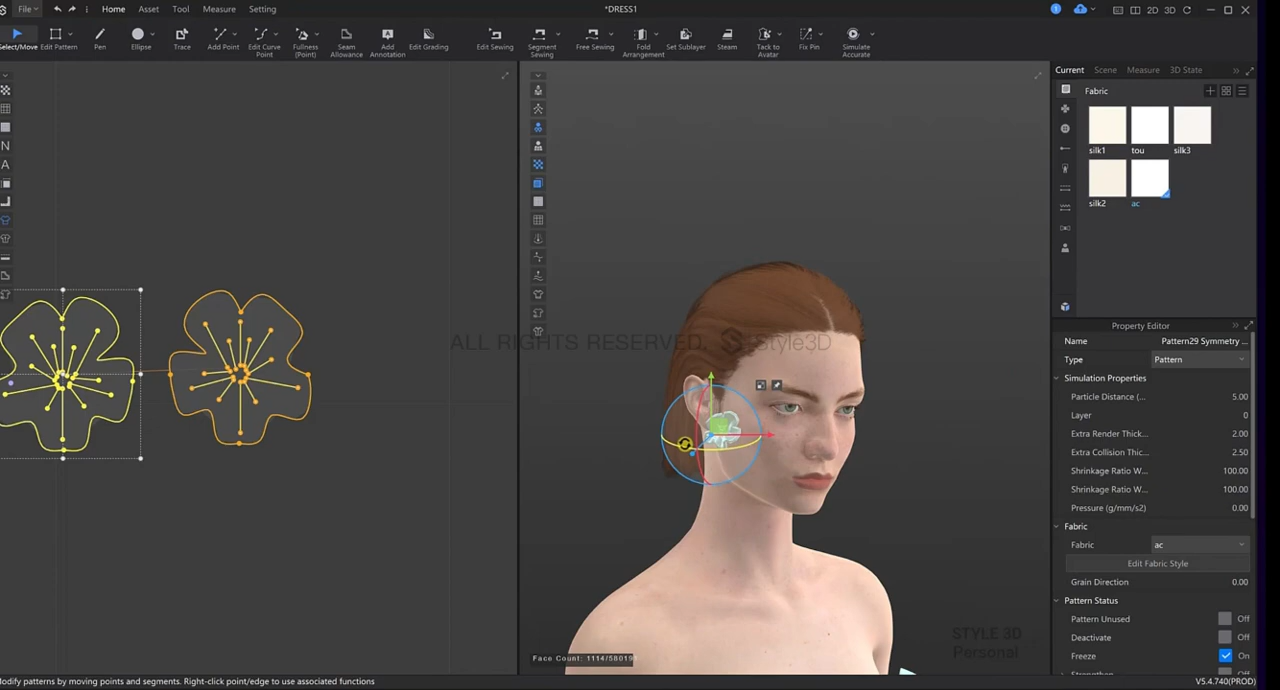 File
Home
Asset
Tool
Measure
Setting
*DRESS1
1
2D
3D
Select/Move
Edit Pattern
Pen
Ellipse
Trace
Add Point
Edit Curve Point
Fullness (Point)
Seam Allowance
Add Annotation
Edit Grading
Edit Sewing
Segment Sewing
Free Sewing
Fold Arrangement
Set Sublayer
Steam
Tack to Avatar
Fix Pin
Simulate Accurate
Current
Scene
Measure
3D State
Fabric
silk1
tou
silk3
silk2
ac
N
A
ALL RIGHTS RESERVED. Style3D
Property Editor
Name Pattern29 Symmetry ...
Type Pattern
Simulation Properties
Particle Distance (... 5.00
Layer 0
Extra Render Thick... 2.00
Extra Collision Thic... 2.50
Shrinkage Ratio W... 100.00
Shrinkage Ratio W... 100.00
Pressure (g/mm/s2) 0.00
Fabric
Fabric ac
Edit Fabric Style
Grain Direction 0.00
Pattern Status
Pattern Unused Off
Deactivate Off
Freeze On
STYLE 3D
Personal
Face Count: 1114/58019
Modify patterns by moving points and segments. Right-click point/edge to use associated functions
V5.4.740(PROD)